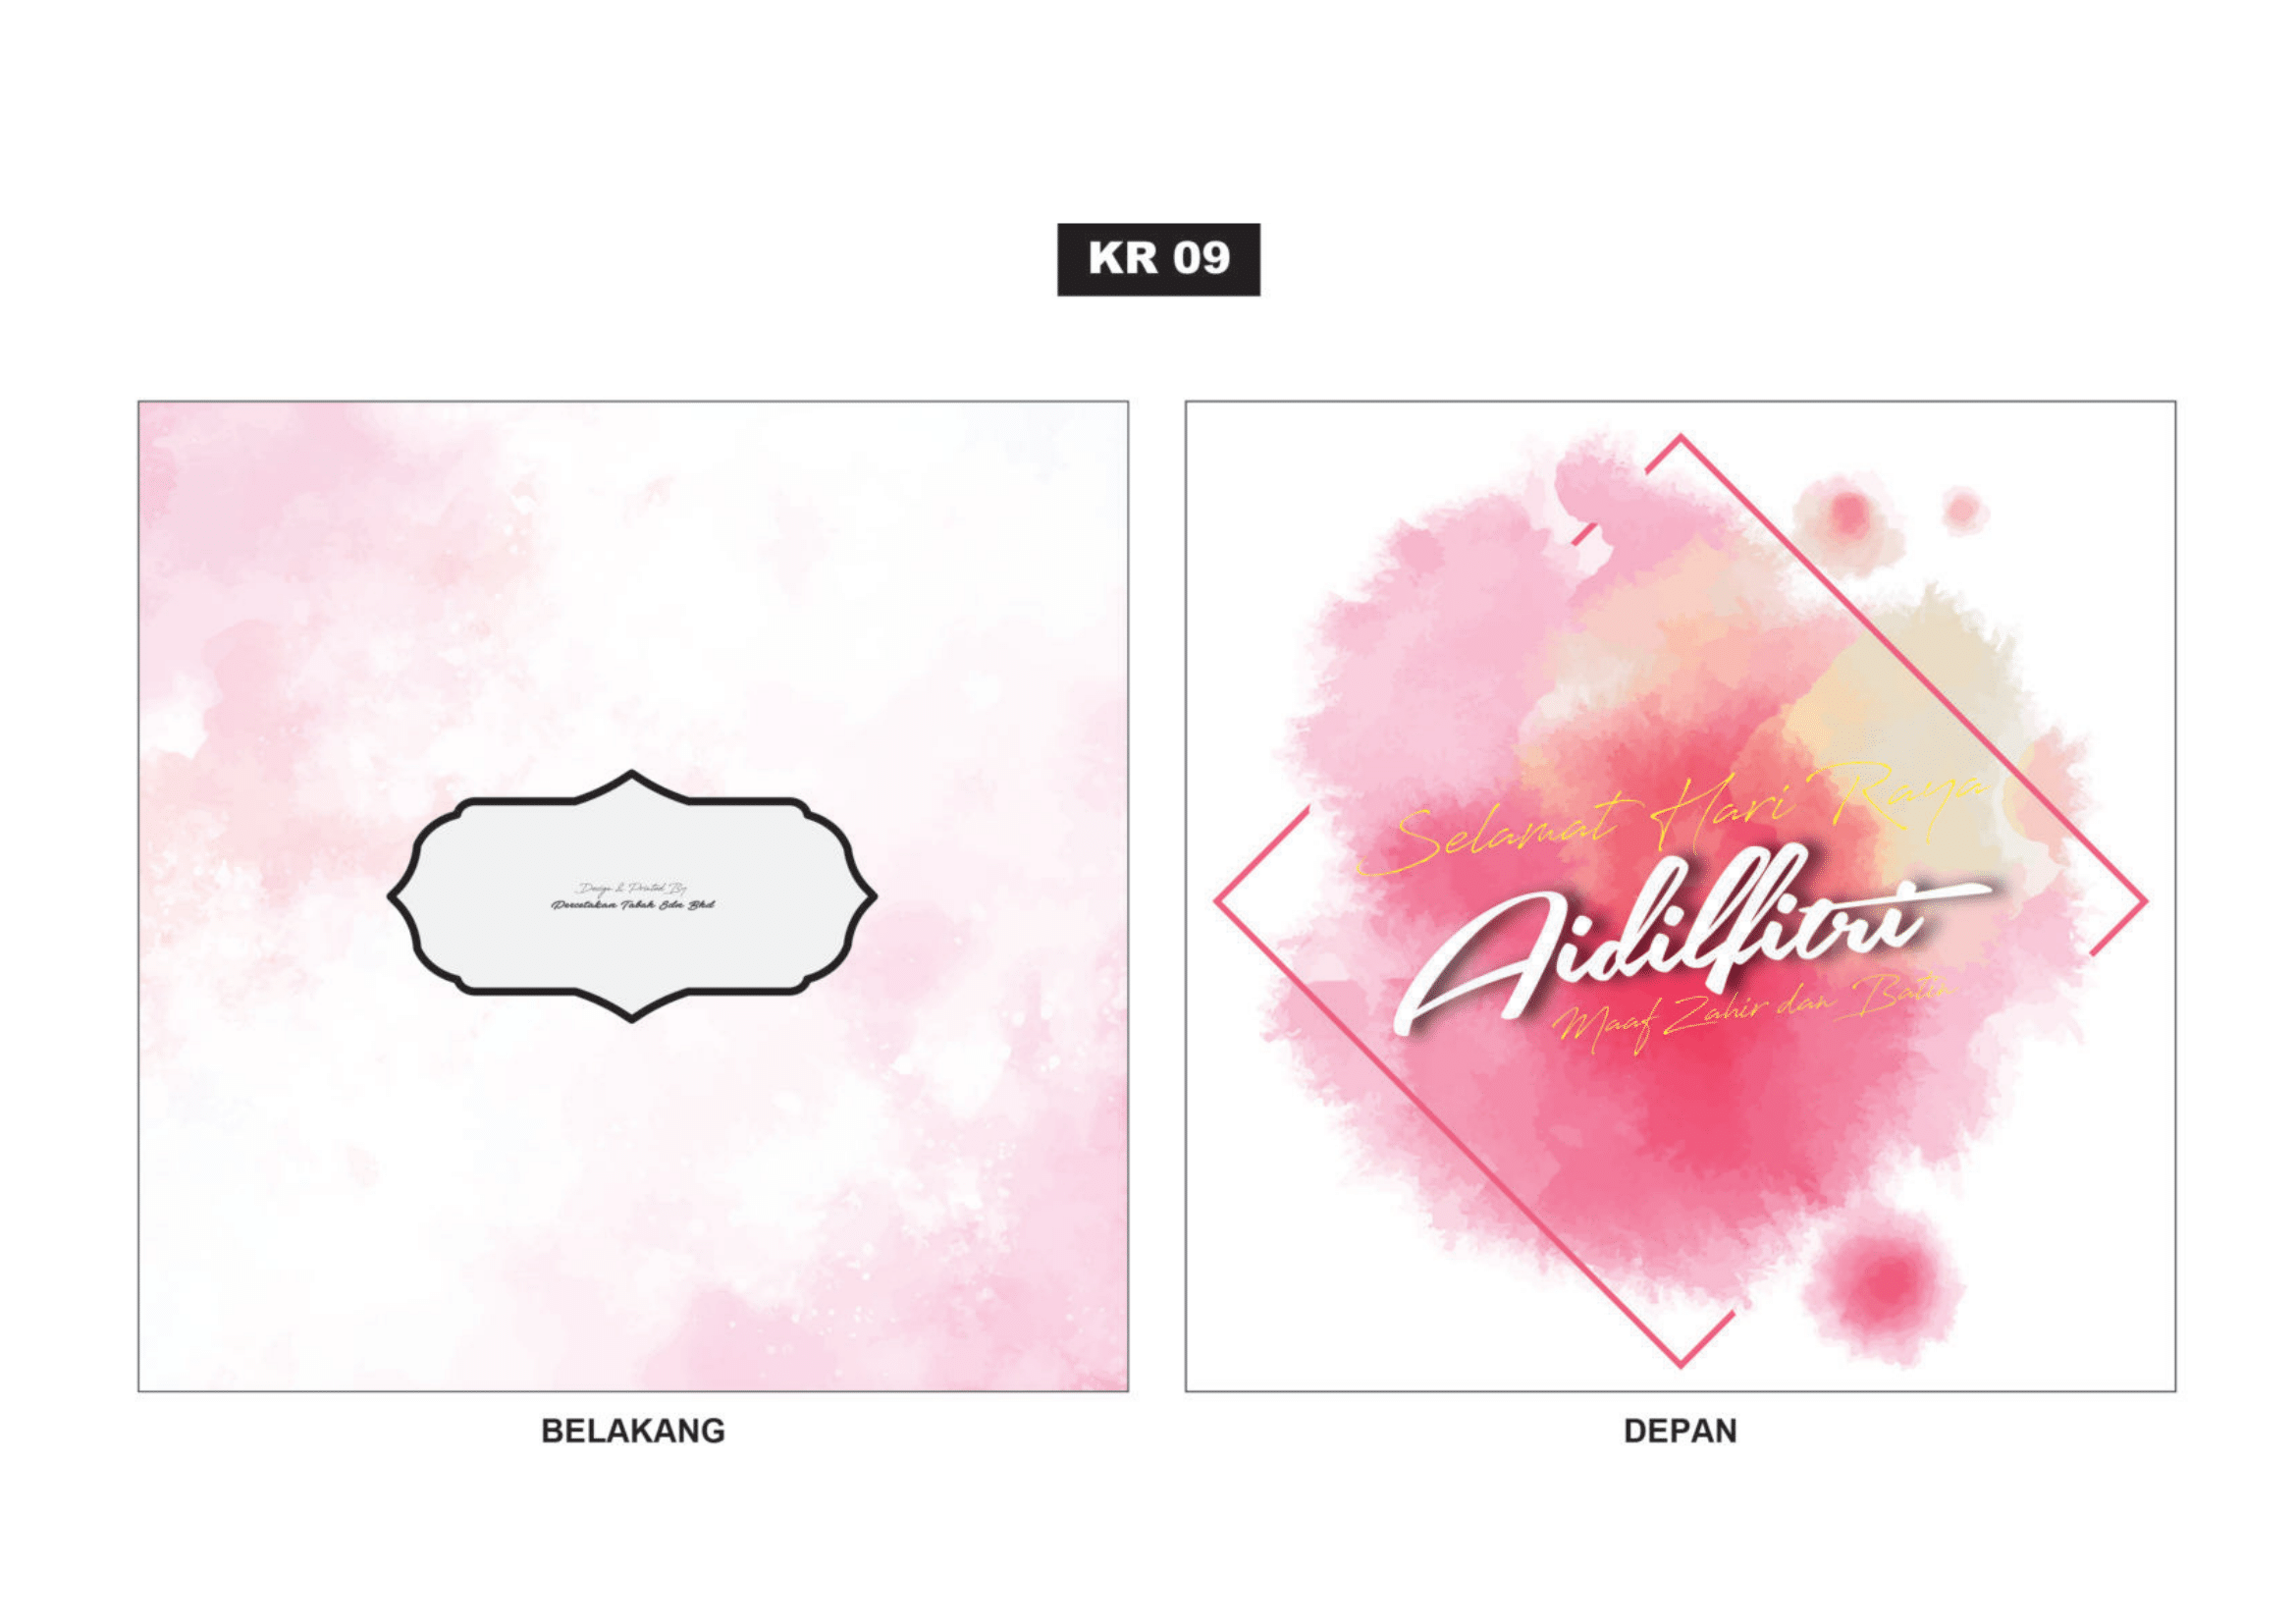 KR 09
Design & Printed By
Percetakan Tabah Sdn Bhd
BELAKANG
Selamat Hari Raya
Aidilfitri
Maaf Zahir dan Batin
DEPAN